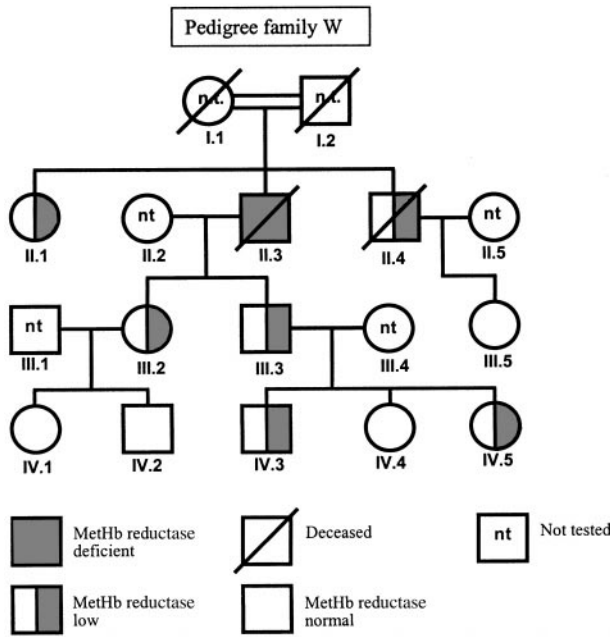 Pedigree family W
n.t. n.t.
I.1 I.2
nt nt
II.1 II.2 II.3 II.4 II.5
nt nt
III.1 III.2 III.3 III.4 III.5
IV.1 IV.2 IV.3 IV.4 IV.5
MetHb reductase
deficient
Deceased
nt Not tested
MetHb reductase
low
MetHb reductase
normal